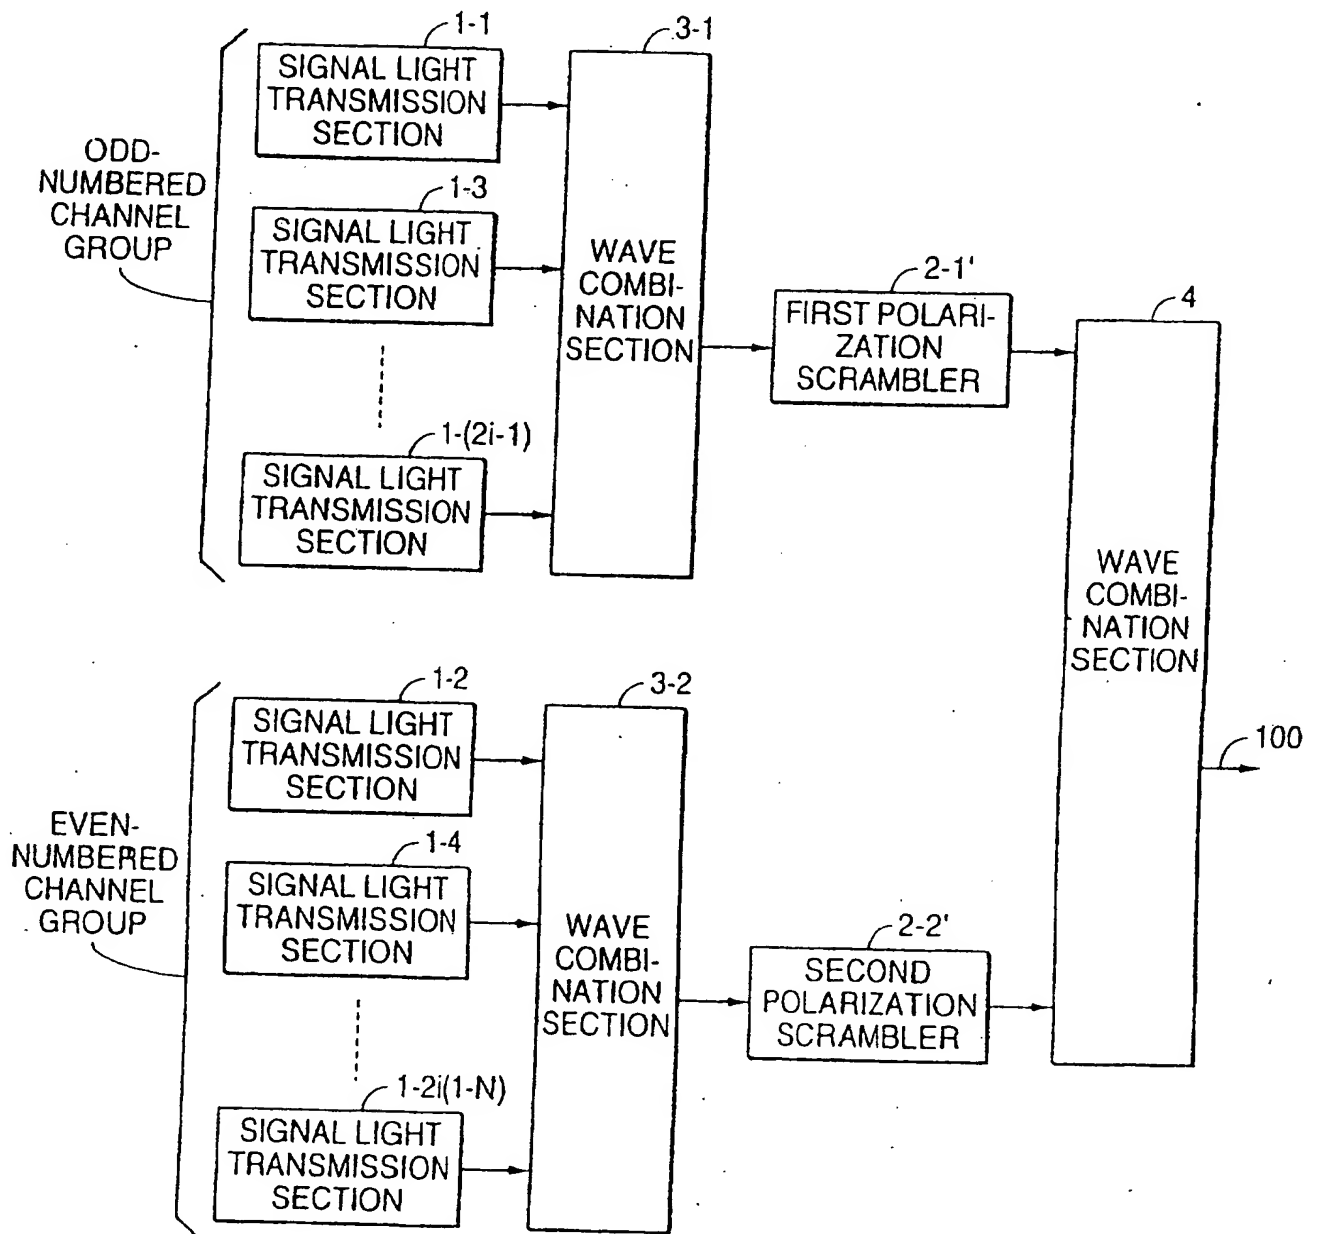 1-1
SIGNAL LIGHT
TRANSMISSION
SECTION
3-1
ODD-
NUMBERED
CHANNEL
GROUP
1-3
SIGNAL LIGHT
TRANSMISSION
SECTION
WAVE
COMBI-
NATION
SECTION
2-1'
FIRST POLARI-
ZATION
SCRAMBLER
4
1-(2i-1)
SIGNAL LIGHT
TRANSMISSION
SECTION
WAVE
COMBI-
NATION
SECTION
100
1-2
SIGNAL LIGHT
TRANSMISSION
SECTION
3-2
EVEN-
NUMBERED
CHANNEL
GROUP
1-4
SIGNAL LIGHT
TRANSMISSION
SECTION
WAVE
COMBI-
NATION
SECTION
2-2'
SECOND
POLARIZATION
SCRAMBLER
1-2i(1-N)
SIGNAL LIGHT
TRANSMISSION
SECTION